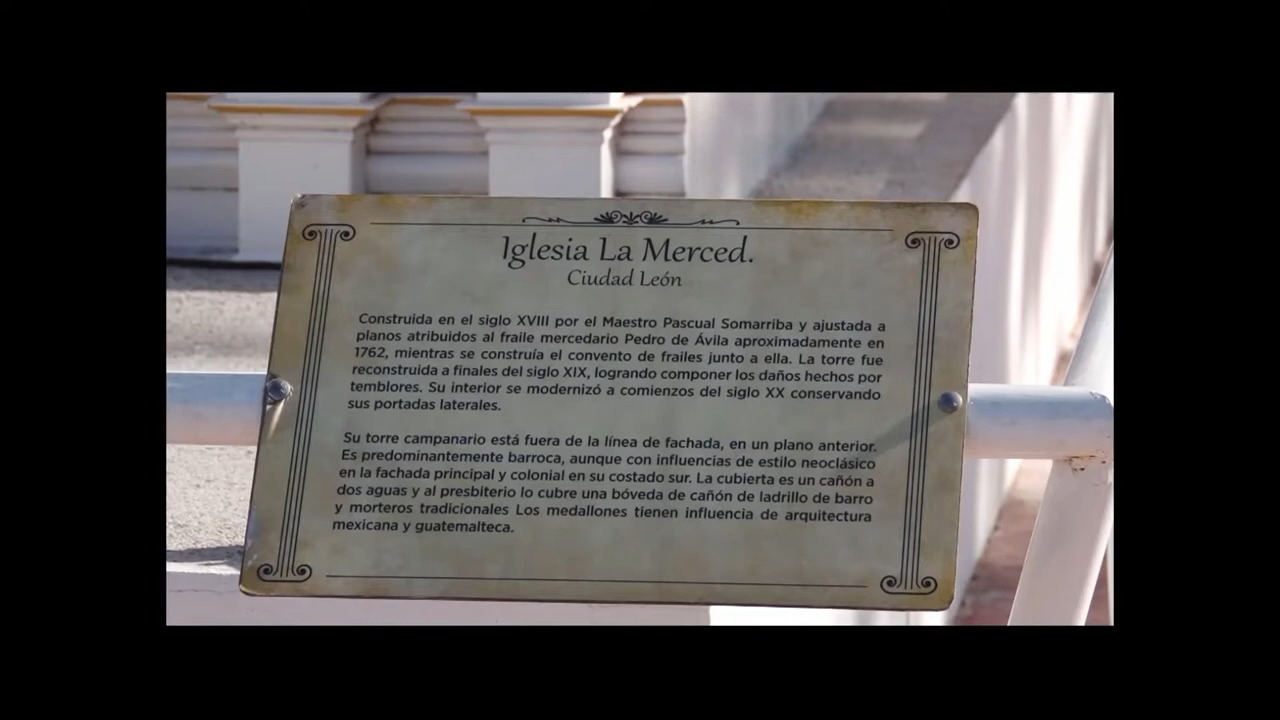 Iglesia La Merced.
Ciudad León
Construida en el siglo XVIII por el Maestro Pascual Somarriba y ajustada a
planos atribuidos al fraile mercedario Pedro de Ávila aproximadamente en
1762, mientras se construía el convento de frailes junto a ella. La torre fue
reconstruida a finales del siglo XIX, logrando componer los daños hechos por
temblores. Su interior se modernizó a comienzos del siglo XX conservando
sus portadas laterales.
Su torre campanario está fuera de la línea de fachada, en un plano anterior.
Es predominantemente barroca, aunque con influencias de estilo neoclásico
en la fachada principal y colonial en su costado sur. La cubierta es un cañón a
dos aguas y al presbiterio lo cubre una bóveda de cañón de ladrillo de barro
y morteros tradicionales Los medallones tienen influencia de arquitectura
mexicana y guatemalteca.